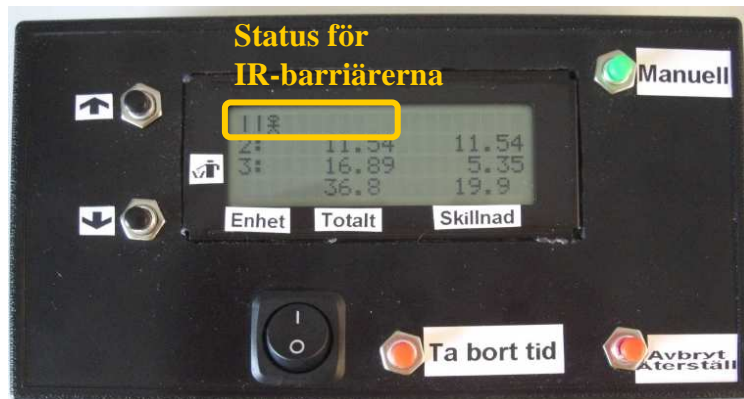 Status för
IR-barriärerna
Manuell
2: 11.54 11.54
3: 16.89 5.35
36.8 19.9
Enhet Totalt Skillnad
I
O
Ta bort tid
Avbryt
Återställ